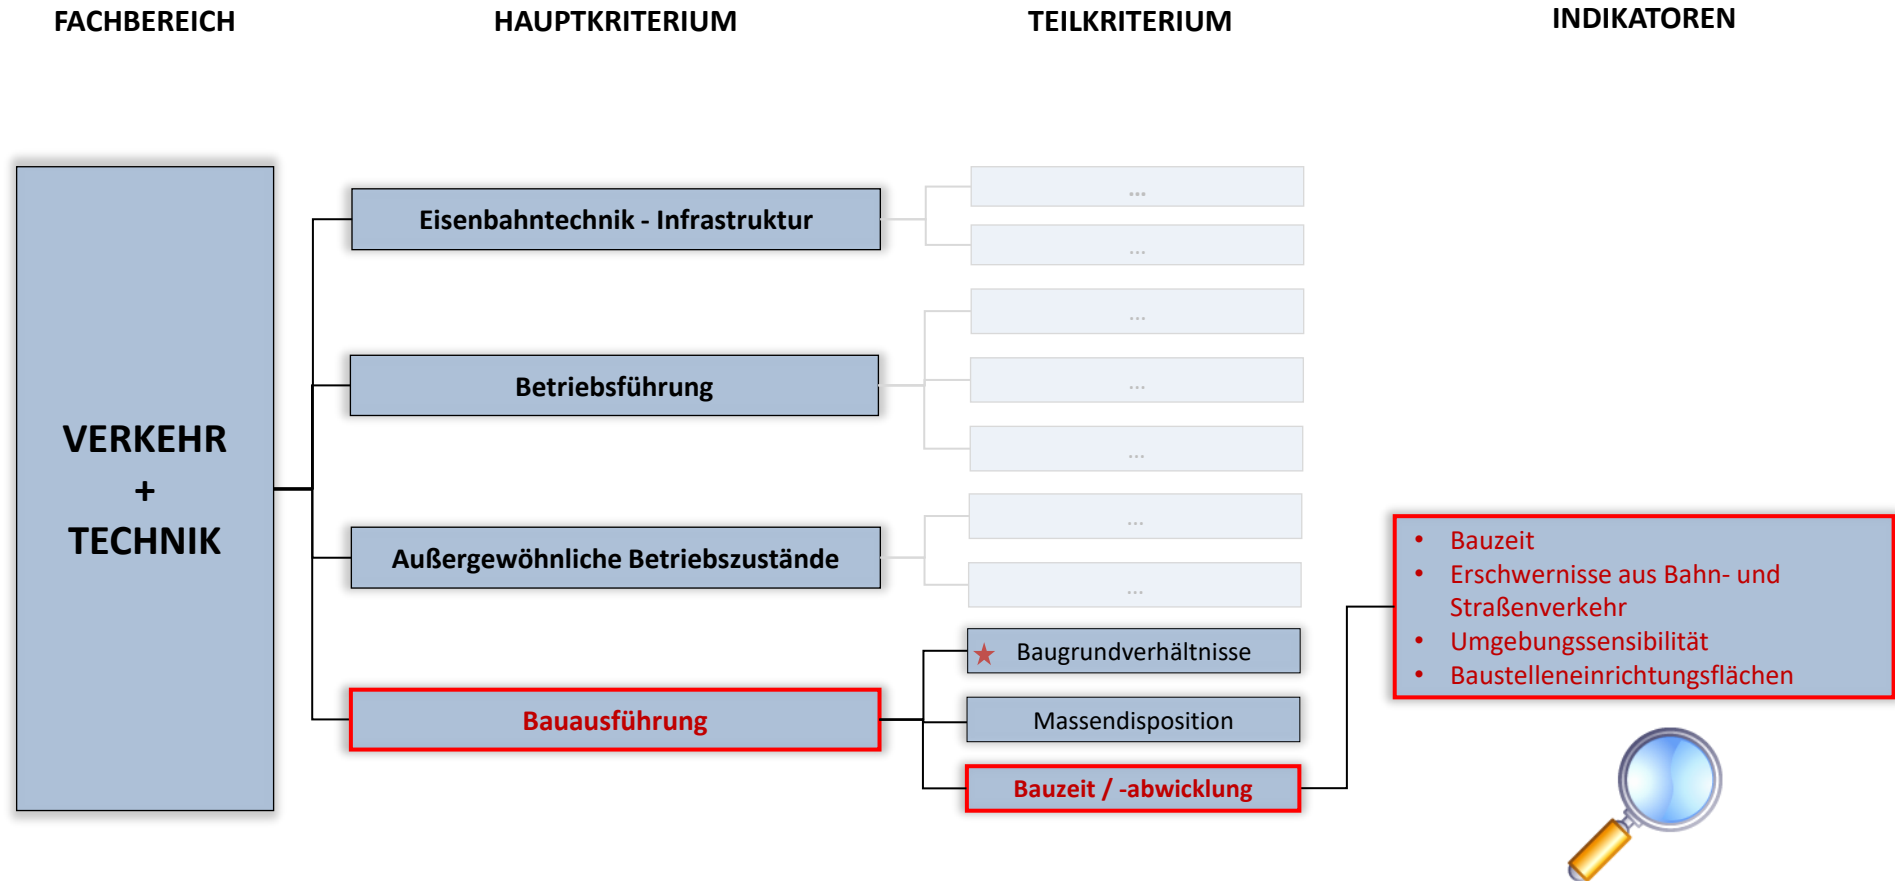 FACHBEREICH
HAUPTKRITERIUM
TEILKRITERIUM
INDIKATOREN
VERKEHR
+
TECHNIK
Eisenbahntechnik - Infrastruktur
...
...
Betriebsführung
...
...
...
Außergewöhnliche Betriebszustände
...
...
Bauausführung
Baugrundverhältnisse
Massendisposition
Bauzeit / -abwicklung
• Bauzeit
• Erschwernisse aus Bahn- und
Straßenverkehr
• Umgebungssensibilität
• Baustelleneinrichtungsflächen